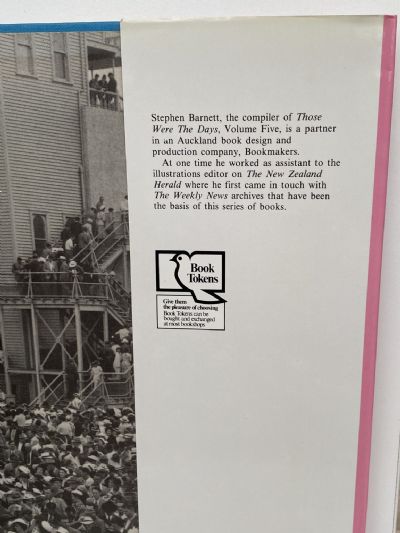 Stephen Barnett, the compiler of Those
Were The Days, Volume Five, is a partner
in an Auckland book design and
production company, Bookmakers.
At one time he worked as assistant to the
illustrations editor on The New Zealand
Herald where he first came in touch with
The Weekly News archives that have been
the basis of this series of books.
Book
Tokens
Give them
the pleasure of choosing
Book Tokens can be
bought and exchanged
at most bookshops